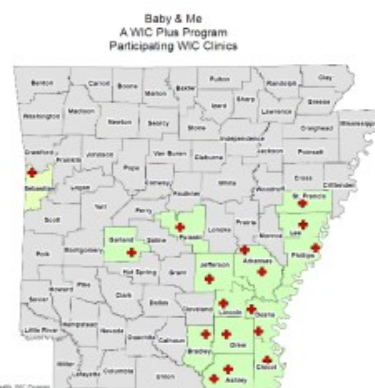 Baby & Me
A WIC Plus Program
Participating WIC Clinics
Benton
Carroll
Boone
Marion
Baxter
Fulton
Randolph
Clay
Izard
Sharp
Lawrence
Greene
Washington
Madison
Newton
Searcy
Stone
Independence
Craighead
Mississippi
Crawford
Franklin
Johnson
Pope
Van Buren
Cleburne
Jackson
Poinsett
Cross
Crittenden
Sebastian
Logan
Conway
Faulkner
White
Woodruff
St. Francis
Scott
Yell
Perry
Pulaski
Lonoke
Prairie
Lee
Phillips
Polk
Montgomery
Garland
Saline
Arkansas
Hot Spring
Grant
Jefferson
Howard
Pike
Clark
Dallas
Cleveland
Lincoln
Desha
Sevier
Little River
Hempstead
Nevada
Ouachita
Calhoun
Bradley
Drew
Chicot
Miller
Lafayette
Columbia
Union
Ashley